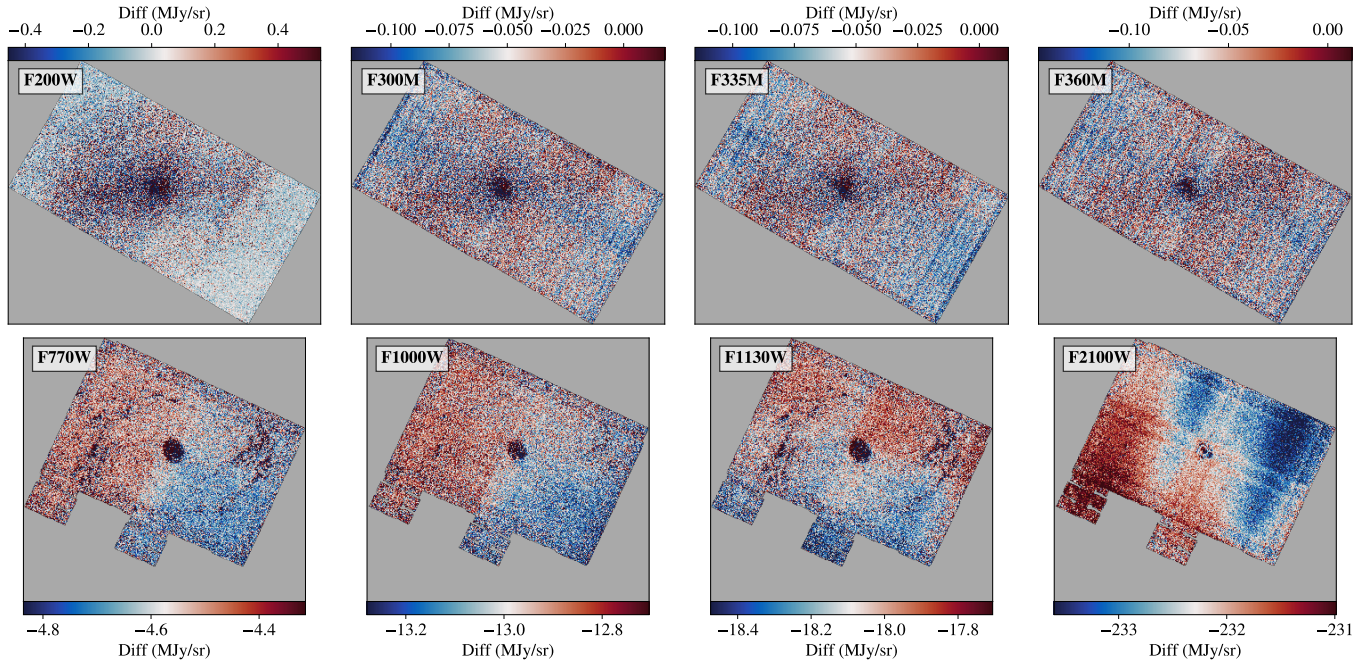 Diff (MJy/sr) Diff (MJy/sr) Diff (MJy/sr) Diff (MJy/sr)
−0.4 −0.2 0.0 0.2 0.4 −0.100 −0.075 −0.050 −0.025 0.000 −0.100 −0.075 −0.050 −0.025 0.000 −0.10 −0.05 0.00
F200W F300M F335M F360M
F770W F1000W F1130W F2100W
−4.8 −4.6 −4.4 −13.2 −13.0 −12.8 −18.4 −18.2 −18.0 −17.8 −233 −232 −231
Diff (MJy/sr) Diff (MJy/sr) Diff (MJy/sr) Diff (MJy/sr)